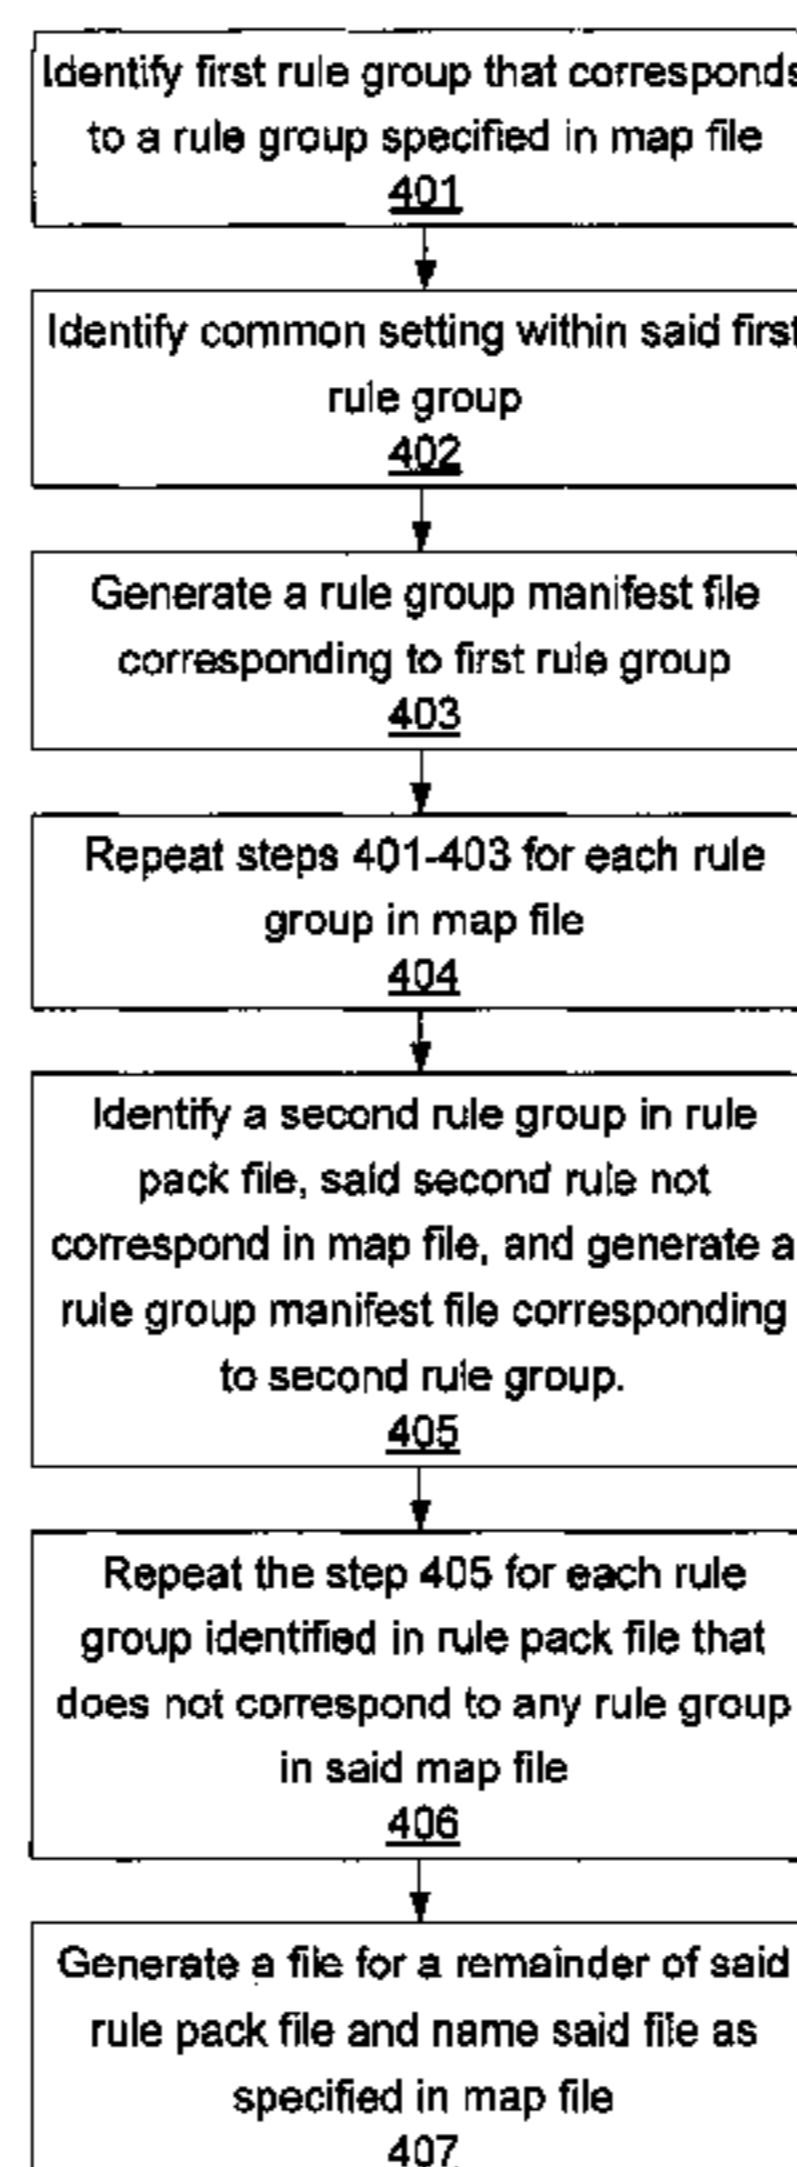 Identify first rule group that corresponds
to a rule group specified in map file
401
Identify common setting within said first
rule group
402
Generate a rule group manifest file
corresponding to first rule group
403
Repeat steps 401-403 for each rule
group in map file
404
Identify a second rule group in rule
pack file, said second rule not
correspond in map file, and generate a
rule group manifest file corresponding
to second rule group.
405
Repeat the step 405 for each rule
group identified in rule pack file that
does not correspond to any rule group
in said map file
406
Generate a file for a remainder of said
rule pack file and name said file as
specified in map file
407